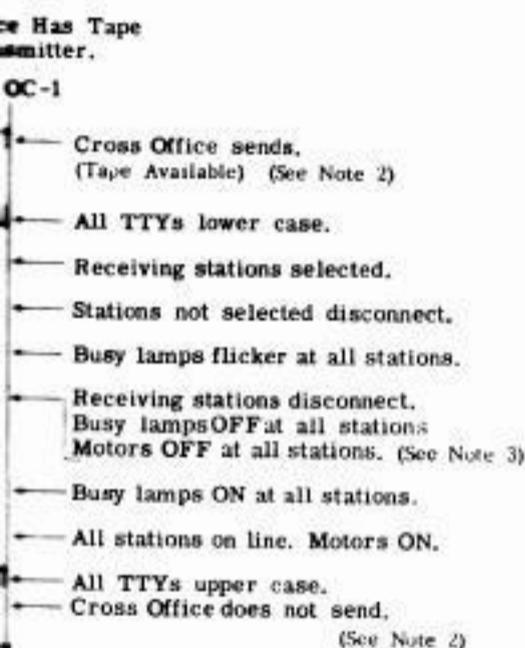 Has Tape
OC-1
Cross Office sends.
(Tape Available) (See Note 2)
All TTYs lower case.
Receiving stations selected.
Stations not selected disconnect.
Busy lamps flicker at all stations.
Receiving stations disconnect.
Busy lamps OFF at all stations
Motors OFF at all stations. (See Note 3)
Busy lamps ON at all stations.
All stations on line. Motors ON.
All TTYs upper case.
Cross Office does not send.
(See Note 2)